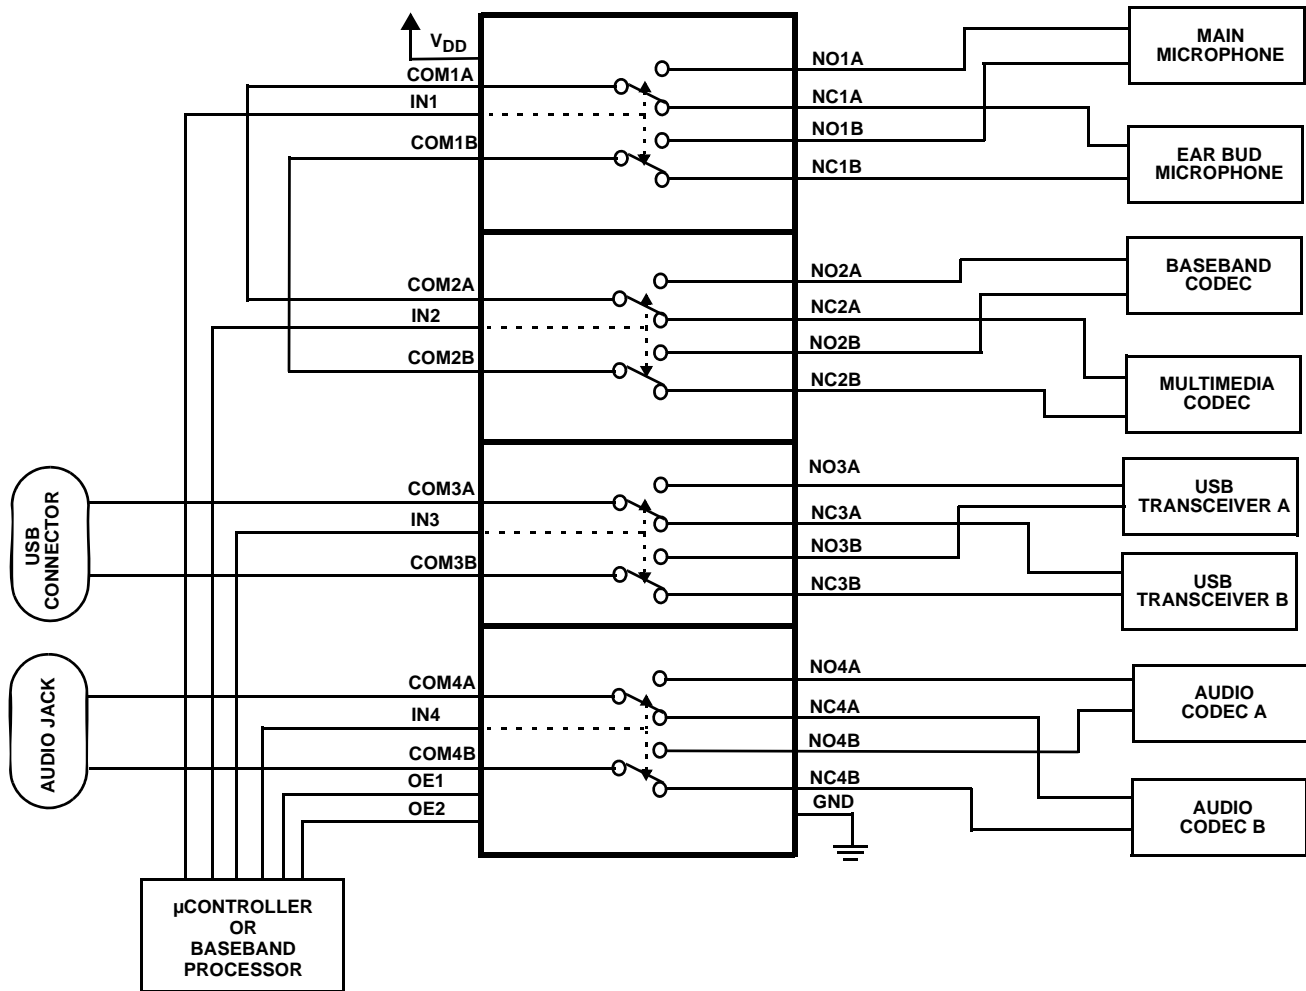 VDD
COM1A
IN1
COM1B
NO1A
NC1A
NO1B
NC1B
MAIN
MICROPHONE
EAR BUD
MICROPHONE
COM2A
IN2
COM2B
NO2A
NC2A
NO2B
NC2B
BASEBAND
CODEC
MULTIMEDIA
CODEC
USB
CONNECTOR
COM3A
IN3
COM3B
NO3A
NC3A
NO3B
NC3B
USB
TRANSCEIVER A
USB
TRANSCEIVER B
AUDIO JACK
COM4A
IN4
COM4B
OE1
OE2
NO4A
NC4A
NO4B
NC4B
GND
AUDIO
CODEC A
AUDIO
CODEC B
µCONTROLLER
OR
BASEBAND
PROCESSOR